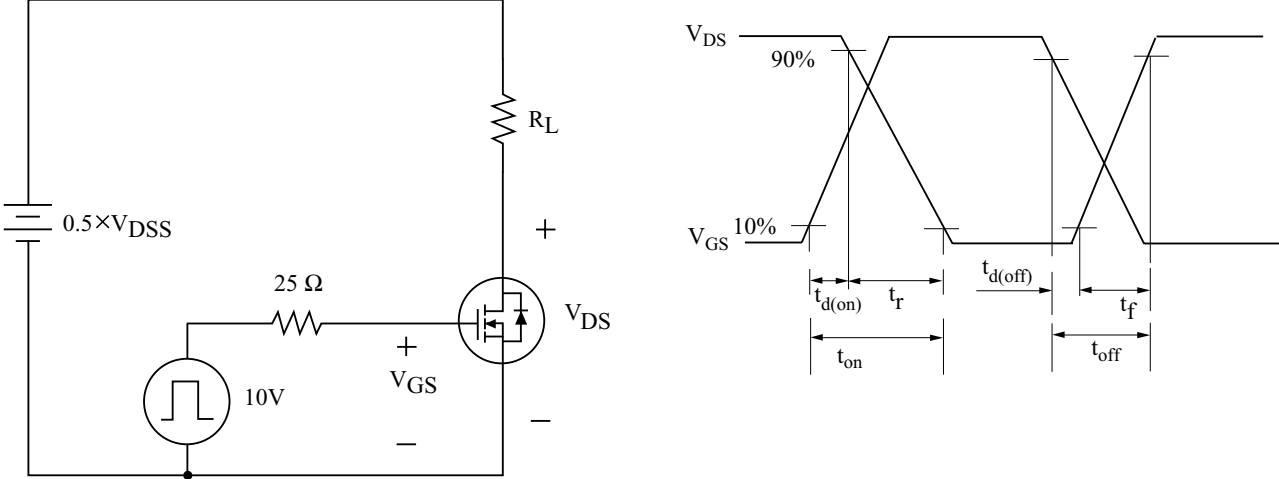 R_L
0.5×V_DSS
25 Ω
10V
+
V_GS
−
+
V_DS
−
V_DS
90%
V_GS 10%
t_d(on)
t_r
t_on
t_d(off)
t_f
t_off